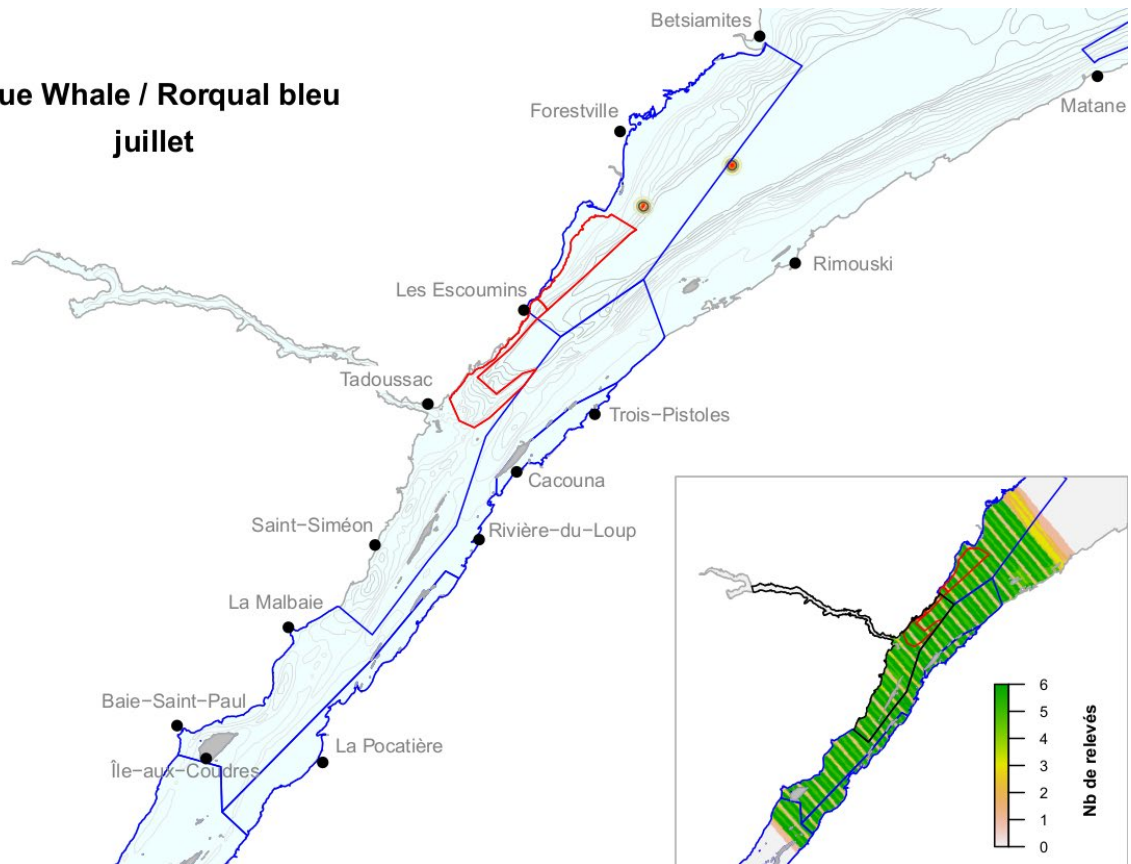 Betsiamites
ue Whale / Rorqual bleu
juillet
Forestville
Matane
Rimouski
Les Escoumins
Tadoussac
Trois−Pistoles
Cacouna
Saint−Siméon
Rivière−du−Loup
La Malbaie
Baie−Saint−Paul
La Pocatière
Île−aux−Coudres
6
5
4
3
2
1
0
Nb de relevés